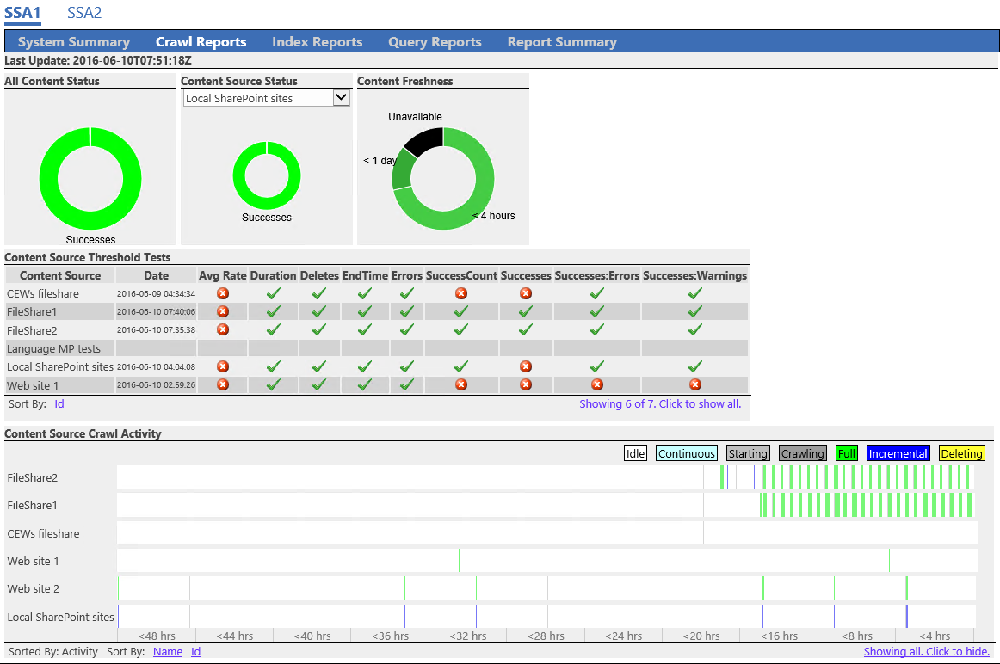 SSA1 SSA2
System Summary Crawl Reports Index Reports Query Reports Report Summary
Last Update: 2016-06-10T07:51:18Z
All Content Status Content Source Status Content Freshness
Local SharePoint sites
Unavailable
< 1 day
< 4 hours
Successes
Successes
Content Source Threshold Tests
Content Source Date Avg Rate Duration Deletes EndTime Errors SuccessCount Successes Successes:Errors Successes:Warnings
CEWs fileshare 2016-06-09 04:34:34
FileShare1 2016-06-10 07:40:06
FileShare2 2016-06-10 07:35:38
Language MP tests
Local SharePoint sites 2016-06-10 04:04:08
Web site 1 2016-06-10 02:59:26
Sort By: Id Showing 6 of 7. Click to show all.
Content Source Crawl Activity
Idle Continuous Starting Crawling Full Incremental Deleting
FileShare2
FileShare1
CEWs fileshare
Web site 1
Web site 2
Local SharePoint sites
<48 hrs <44 hrs <40 hrs <36 hrs <32 hrs <28 hrs <24 hrs <20 hrs <16 hrs <8 hrs <4 hrs
Sorted By: Activity Sort By: Name Id Showing all. Click to hide.